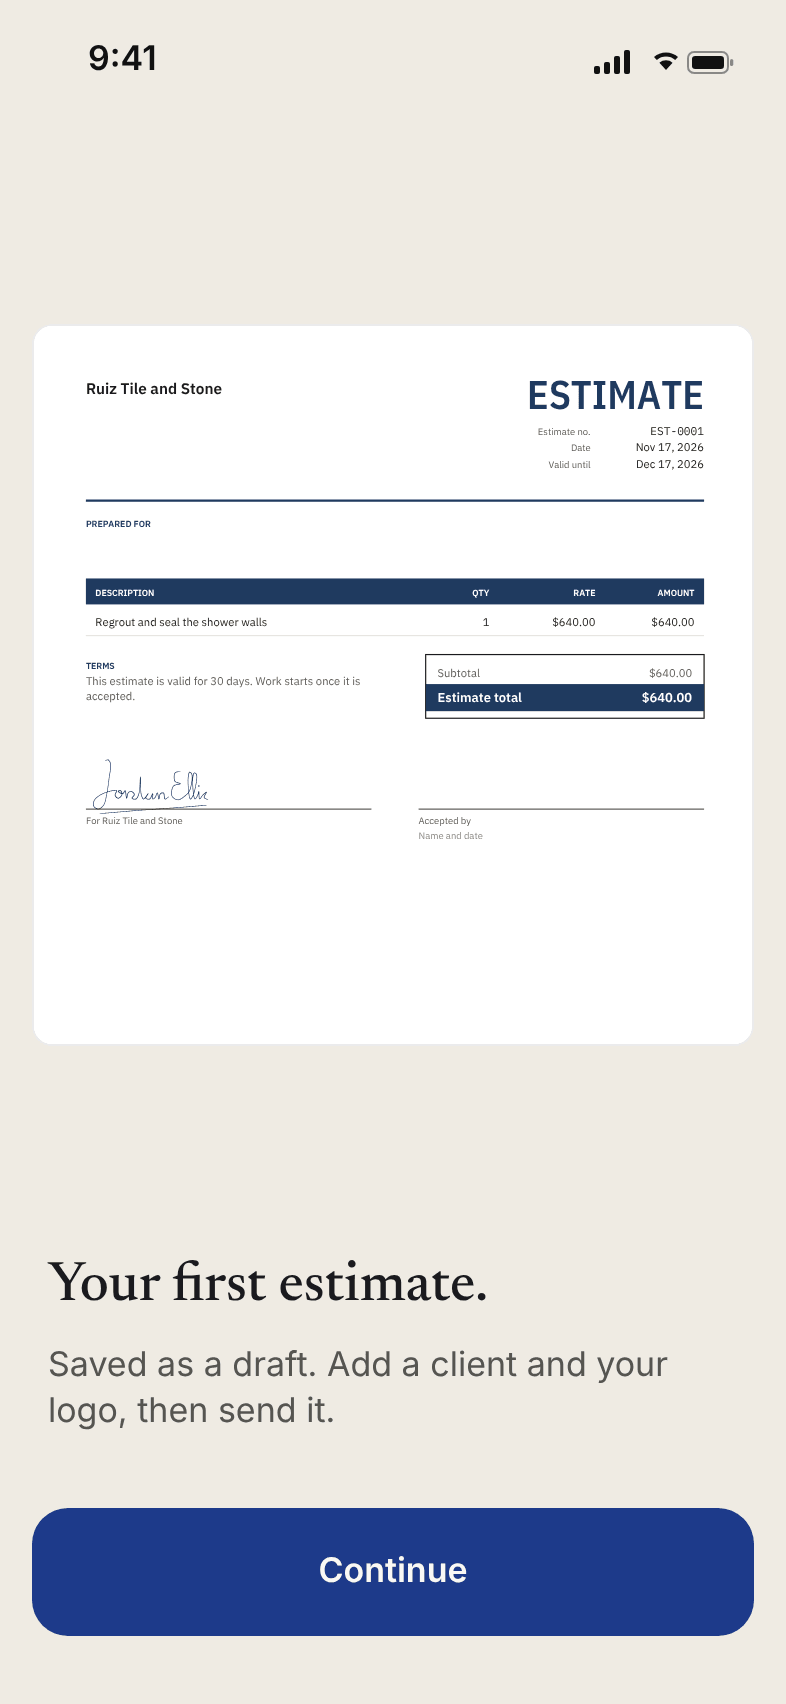 9:41
Ruiz Tile and Stone
ESTIMATE
Estimate no. EST-0001
Date Nov 17, 2026
Valid until Dec 17, 2026
PREPARED FOR
DESCRIPTION QTY RATE AMOUNT
Regrout and seal the shower walls 1 $640.00 $640.00
TERMS
This estimate is valid for 30 days. Work starts once it is
accepted.
Subtotal $640.00
Estimate total $640.00
Jordan Ellis
For Ruiz Tile and Stone
Accepted by
Name and date
Your first estimate.
Saved as a draft. Add a client and your
logo, then send it.
Continue